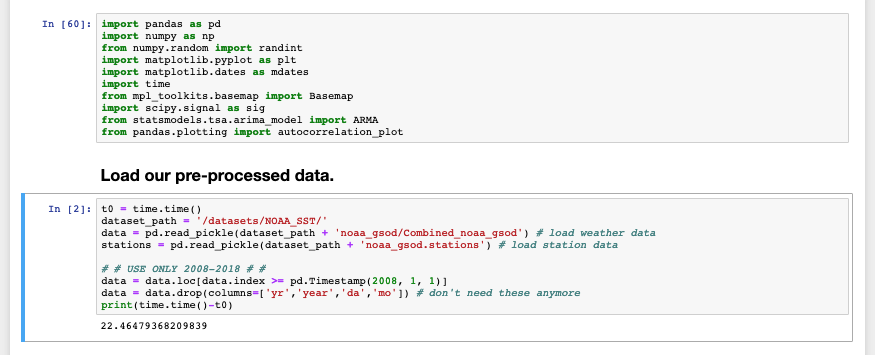 In [60]: import pandas as pd
import numpy as np
from numpy.random import randint
import matplotlib.pyplot as plt
import matplotlib.dates as mdates
import time
from mpl_toolkits.basemap import Basemap
import scipy.signal as sig
from statsmodels.tsa.arima_model import ARMA
from pandas.plotting import autocorrelation_plot
Load our pre-processed data.
In [2]: t0 = time.time()
dataset_path = '/datasets/NOAA_SST/'
data = pd.read_pickle(dataset_path + 'noaa_gsod/Combined_noaa_gsod') # load weather data
stations = pd.read_pickle(dataset_path + 'noaa_gsod.stations') # load station data
# # USE ONLY 2008-2018 # #
data = data.loc[data.index >= pd.Timestamp(2008, 1, 1)]
data = data.drop(columns=['yr','year','da','mo']) # don't need these anymore
print(time.time()-t0)
22.46479368209839